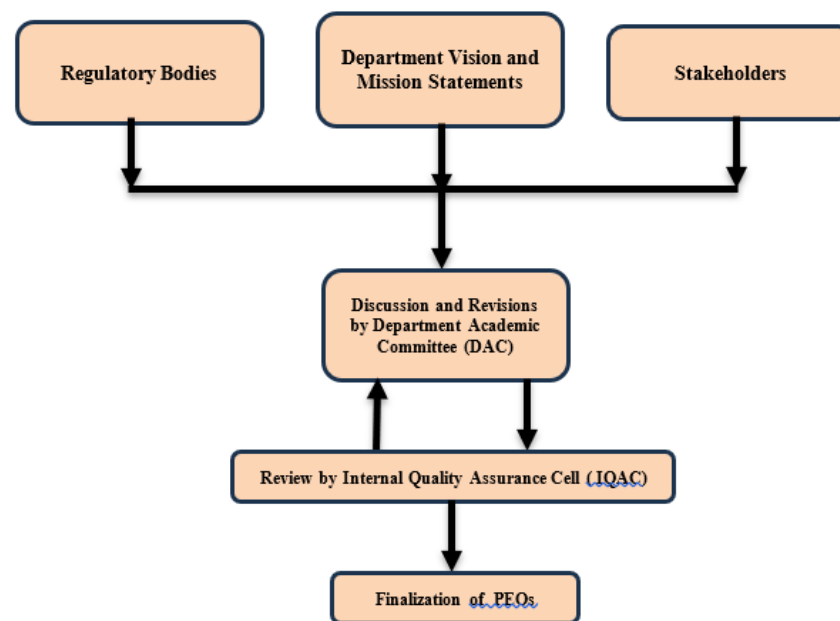 Regulatory Bodies
Department Vision and
Mission Statements
Stakeholders
Discussion and Revisions
by Department Academic
Committee (DAC)
Review by Internal Quality Assurance Cell ( IQAC)
Finalization of PEOs